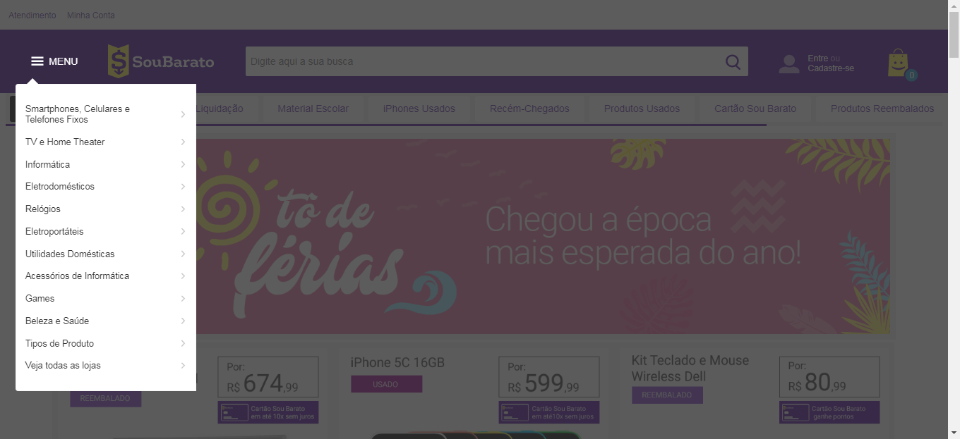 Atendimento Minha Conta
MENU
SouBarato
Digite aqui a sua busca
Entre ou
Cadastre-se
0
Liquidação Material Escolar iPhones Usados Recém-Chegados Produtos Usados Cartão Sou Barato Produtos Reembalados
Smartphones, Celulares e
Telefones Fixos
TV e Home Theater
Informática
Eletrodomésticos
Relógios
Eletroportáteis
Utilidades Domésticas
Acessórios de Informática
Games
Beleza e Saúde
Tipos de Produto
Veja todas as lojas
tô de
férias
Chegou a época
mais esperada do ano!
Por:
R$ 674,99
REEMBALADO
Cartão Sou Barato
em até 10x sem juros
iPhone 5C 16GB
USADO
Por:
R$ 599,99
Cartão Sou Barato
em até 10x sem juros
Kit Teclado e Mouse
Wireless Dell
REEMBALADO
Por:
R$ 80,99
Cartão Sou Barato
ganhe pontos